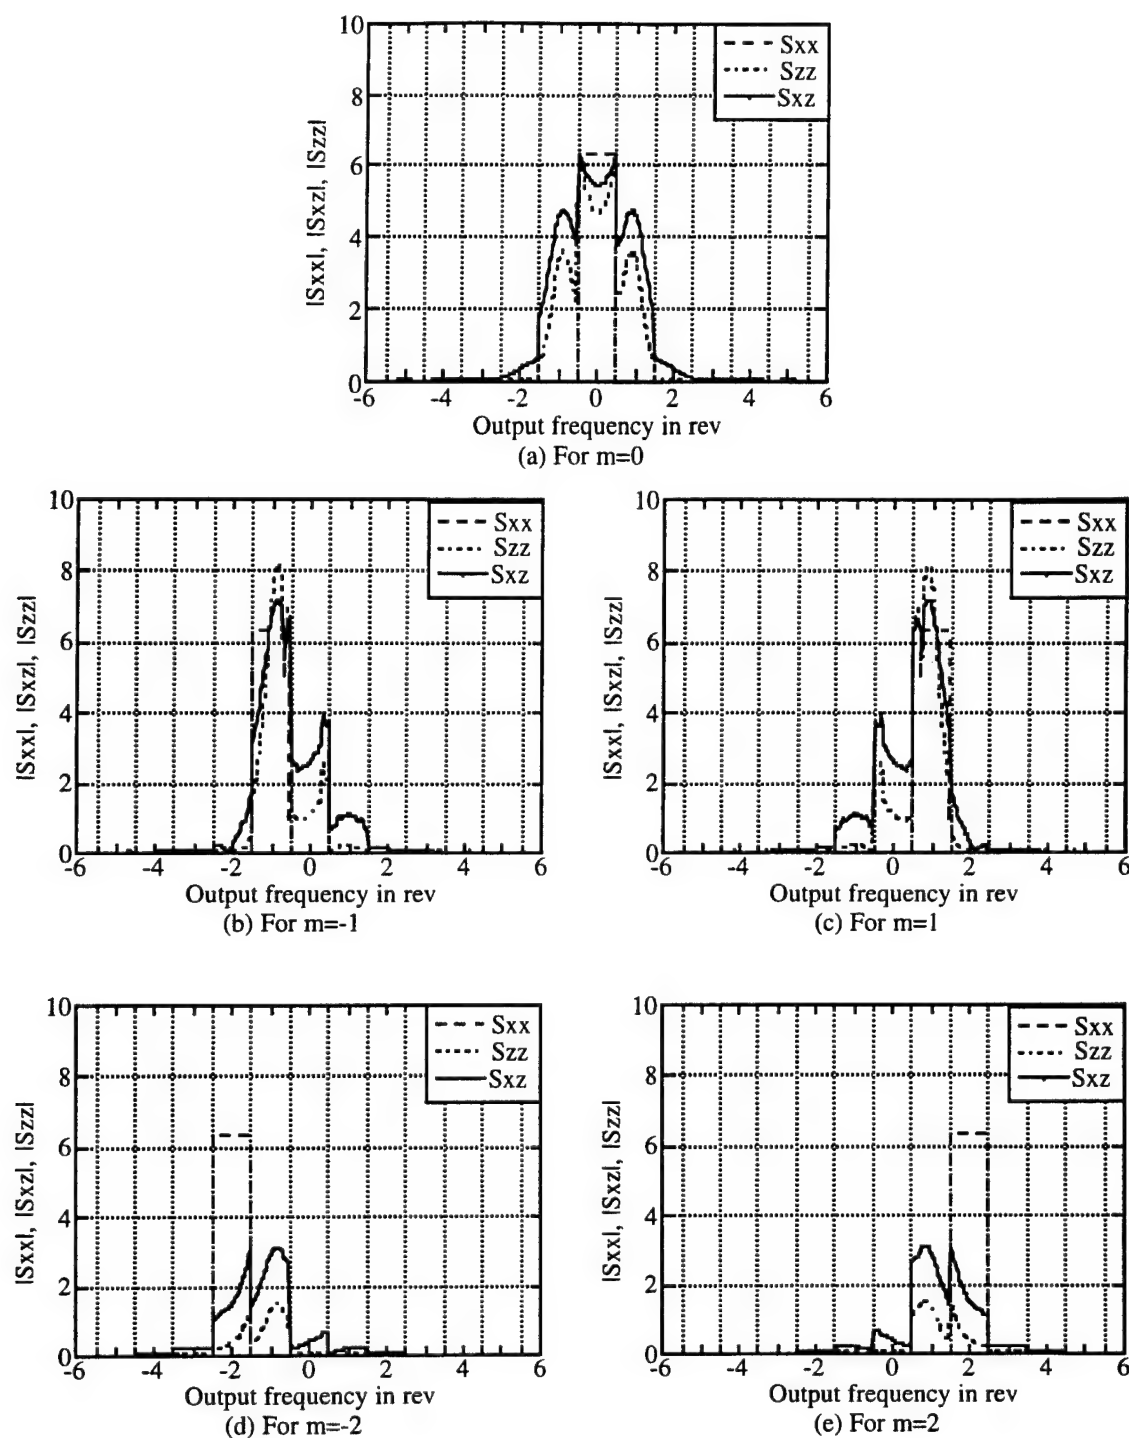 10
8
6
4
2
0
|Sxx|, |Sxz|, |Szz|
Sxx
Szz
Sxz
-6 -4 -2 0 2 4 6
Output frequency in rev
(a) For m=0
10
8
6
4
2
0
|Sxx|, |Sxz|, |Szz|
Sxx
Szz
Sxz
-6 -4 -2 0 2 4 6
Output frequency in rev
(b) For m=-1
10
8
6
4
2
0
|Sxx|, |Sxz|, |Szz|
Sxx
Szz
Sxz
-6 -4 -2 0 2 4 6
Output frequency in rev
(c) For m=1
10
8
6
4
2
0
|Sxx|, |Sxz|, |Szz|
Sxx
Szz
Sxz
-6 -4 -2 0 2 4 6
Output frequency in rev
(d) For m=-2
10
8
6
4
2
0
|Sxx|, |Sxz|, |Szz|
Sxx
Szz
Sxz
-6 -4 -2 0 2 4 6
Output frequency in rev
(e) For m=2